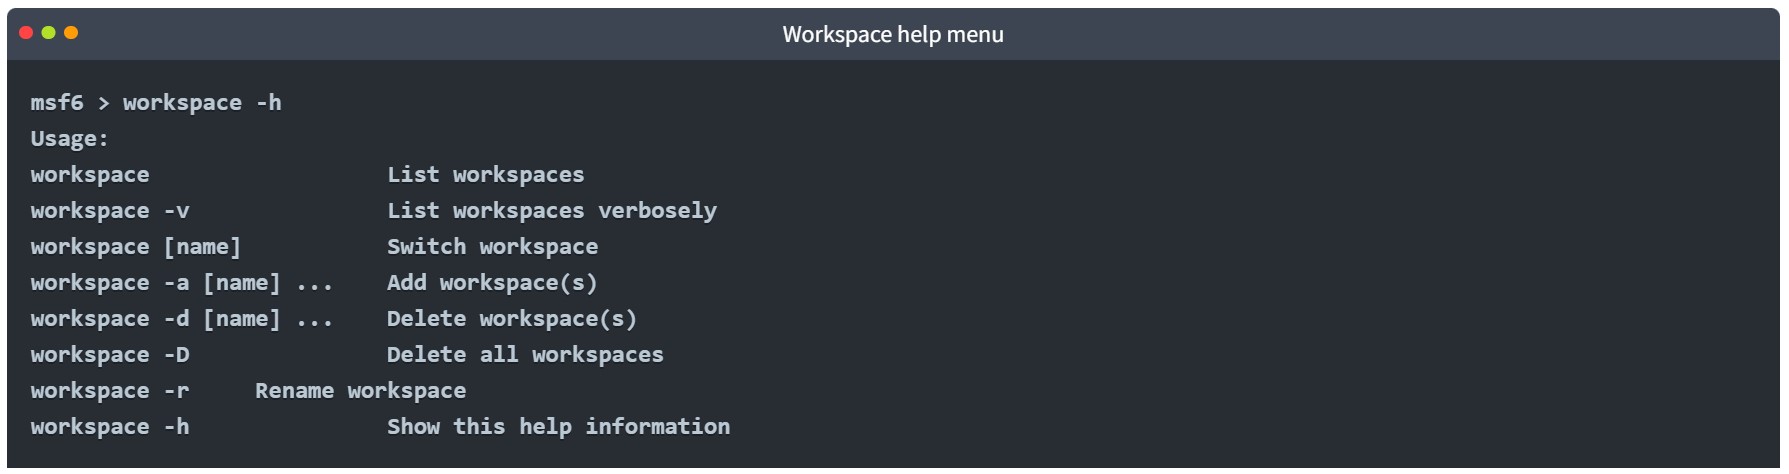 Workspace help menu
msf6 > workspace -h
Usage:
workspace                  List workspaces
workspace -v               List workspaces verbosely
workspace [name]           Switch workspace
workspace -a [name] ...    Add workspace(s)
workspace -d [name] ...    Delete workspace(s)
workspace -D               Delete all workspaces
workspace -r     Rename workspace
workspace -h               Show this help information